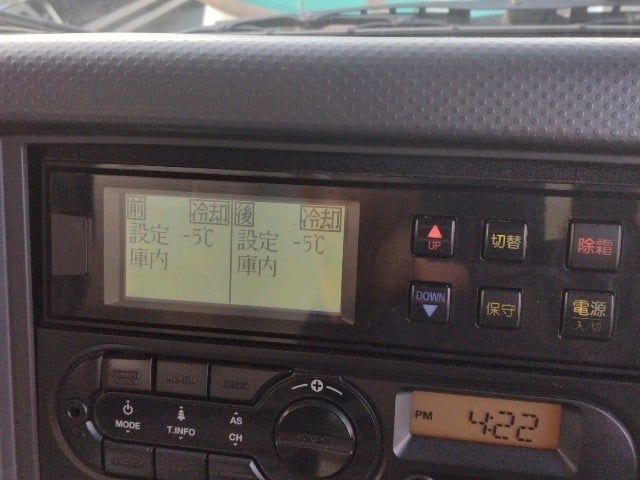 前 冷却 後 冷却
設定 -5℃ 設定 -5℃
庫内 庫内
UP 切替 除霜
DOWN 保守 電源
入/切
MODE T.INFO AS
CH
PM 4:22